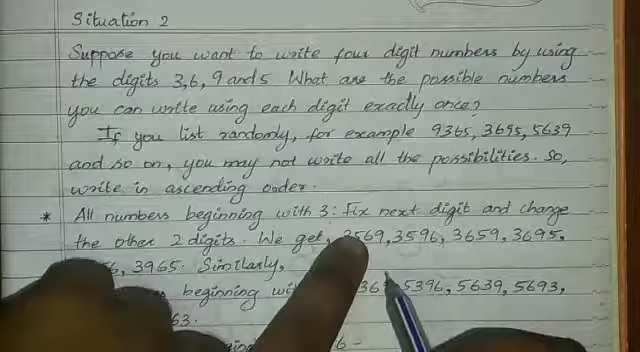 Situation 2
Suppose you want to write four digit numbers by using
the digits 3,6, 9 and 5 What are the possible numbers
you can write using each digit exactly once?
If you list randomly, for example 9365, 3695, 5639
and so on, you may not write all the possibilities. So,
write in ascending order.
* All numbers beginning with 3: Fix next digit and change
the other 2 digits. We get, 3569, 3596, 3659, 3695,
3965. Similarly,
beginning 5396, 5639, 5693,